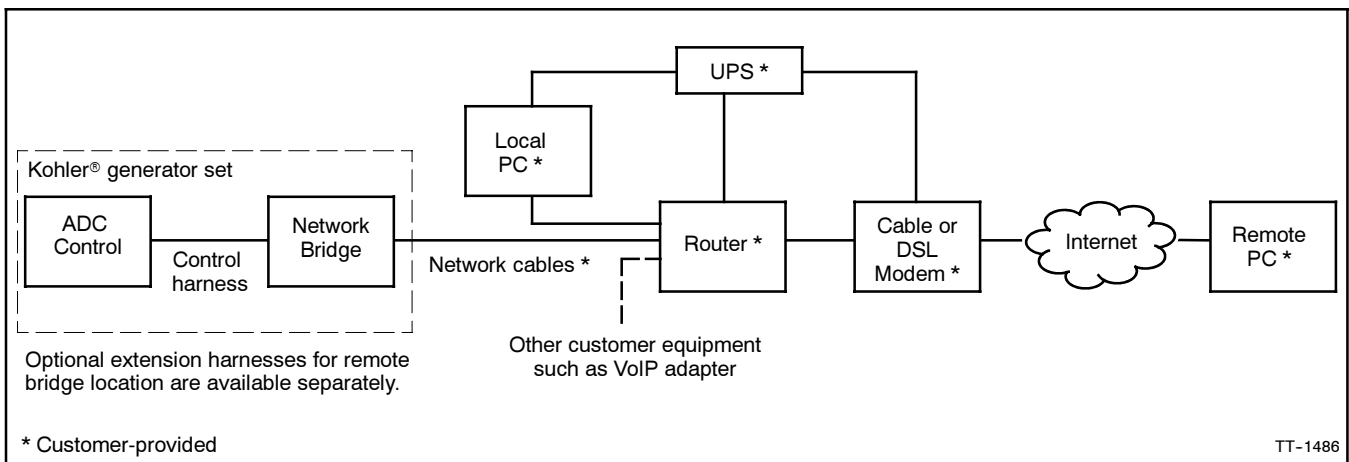 UPS *
Local
PC *
Kohler® generator set
ADC
Control
Control
harness
Network
Bridge
Network cables *
Router *
Cable or
DSL
Modem *
Internet
Remote
PC *
Other customer equipment
such as VoIP adapter
Optional extension harnesses for remote
bridge location are available separately.
* Customer-provided
TT-1486